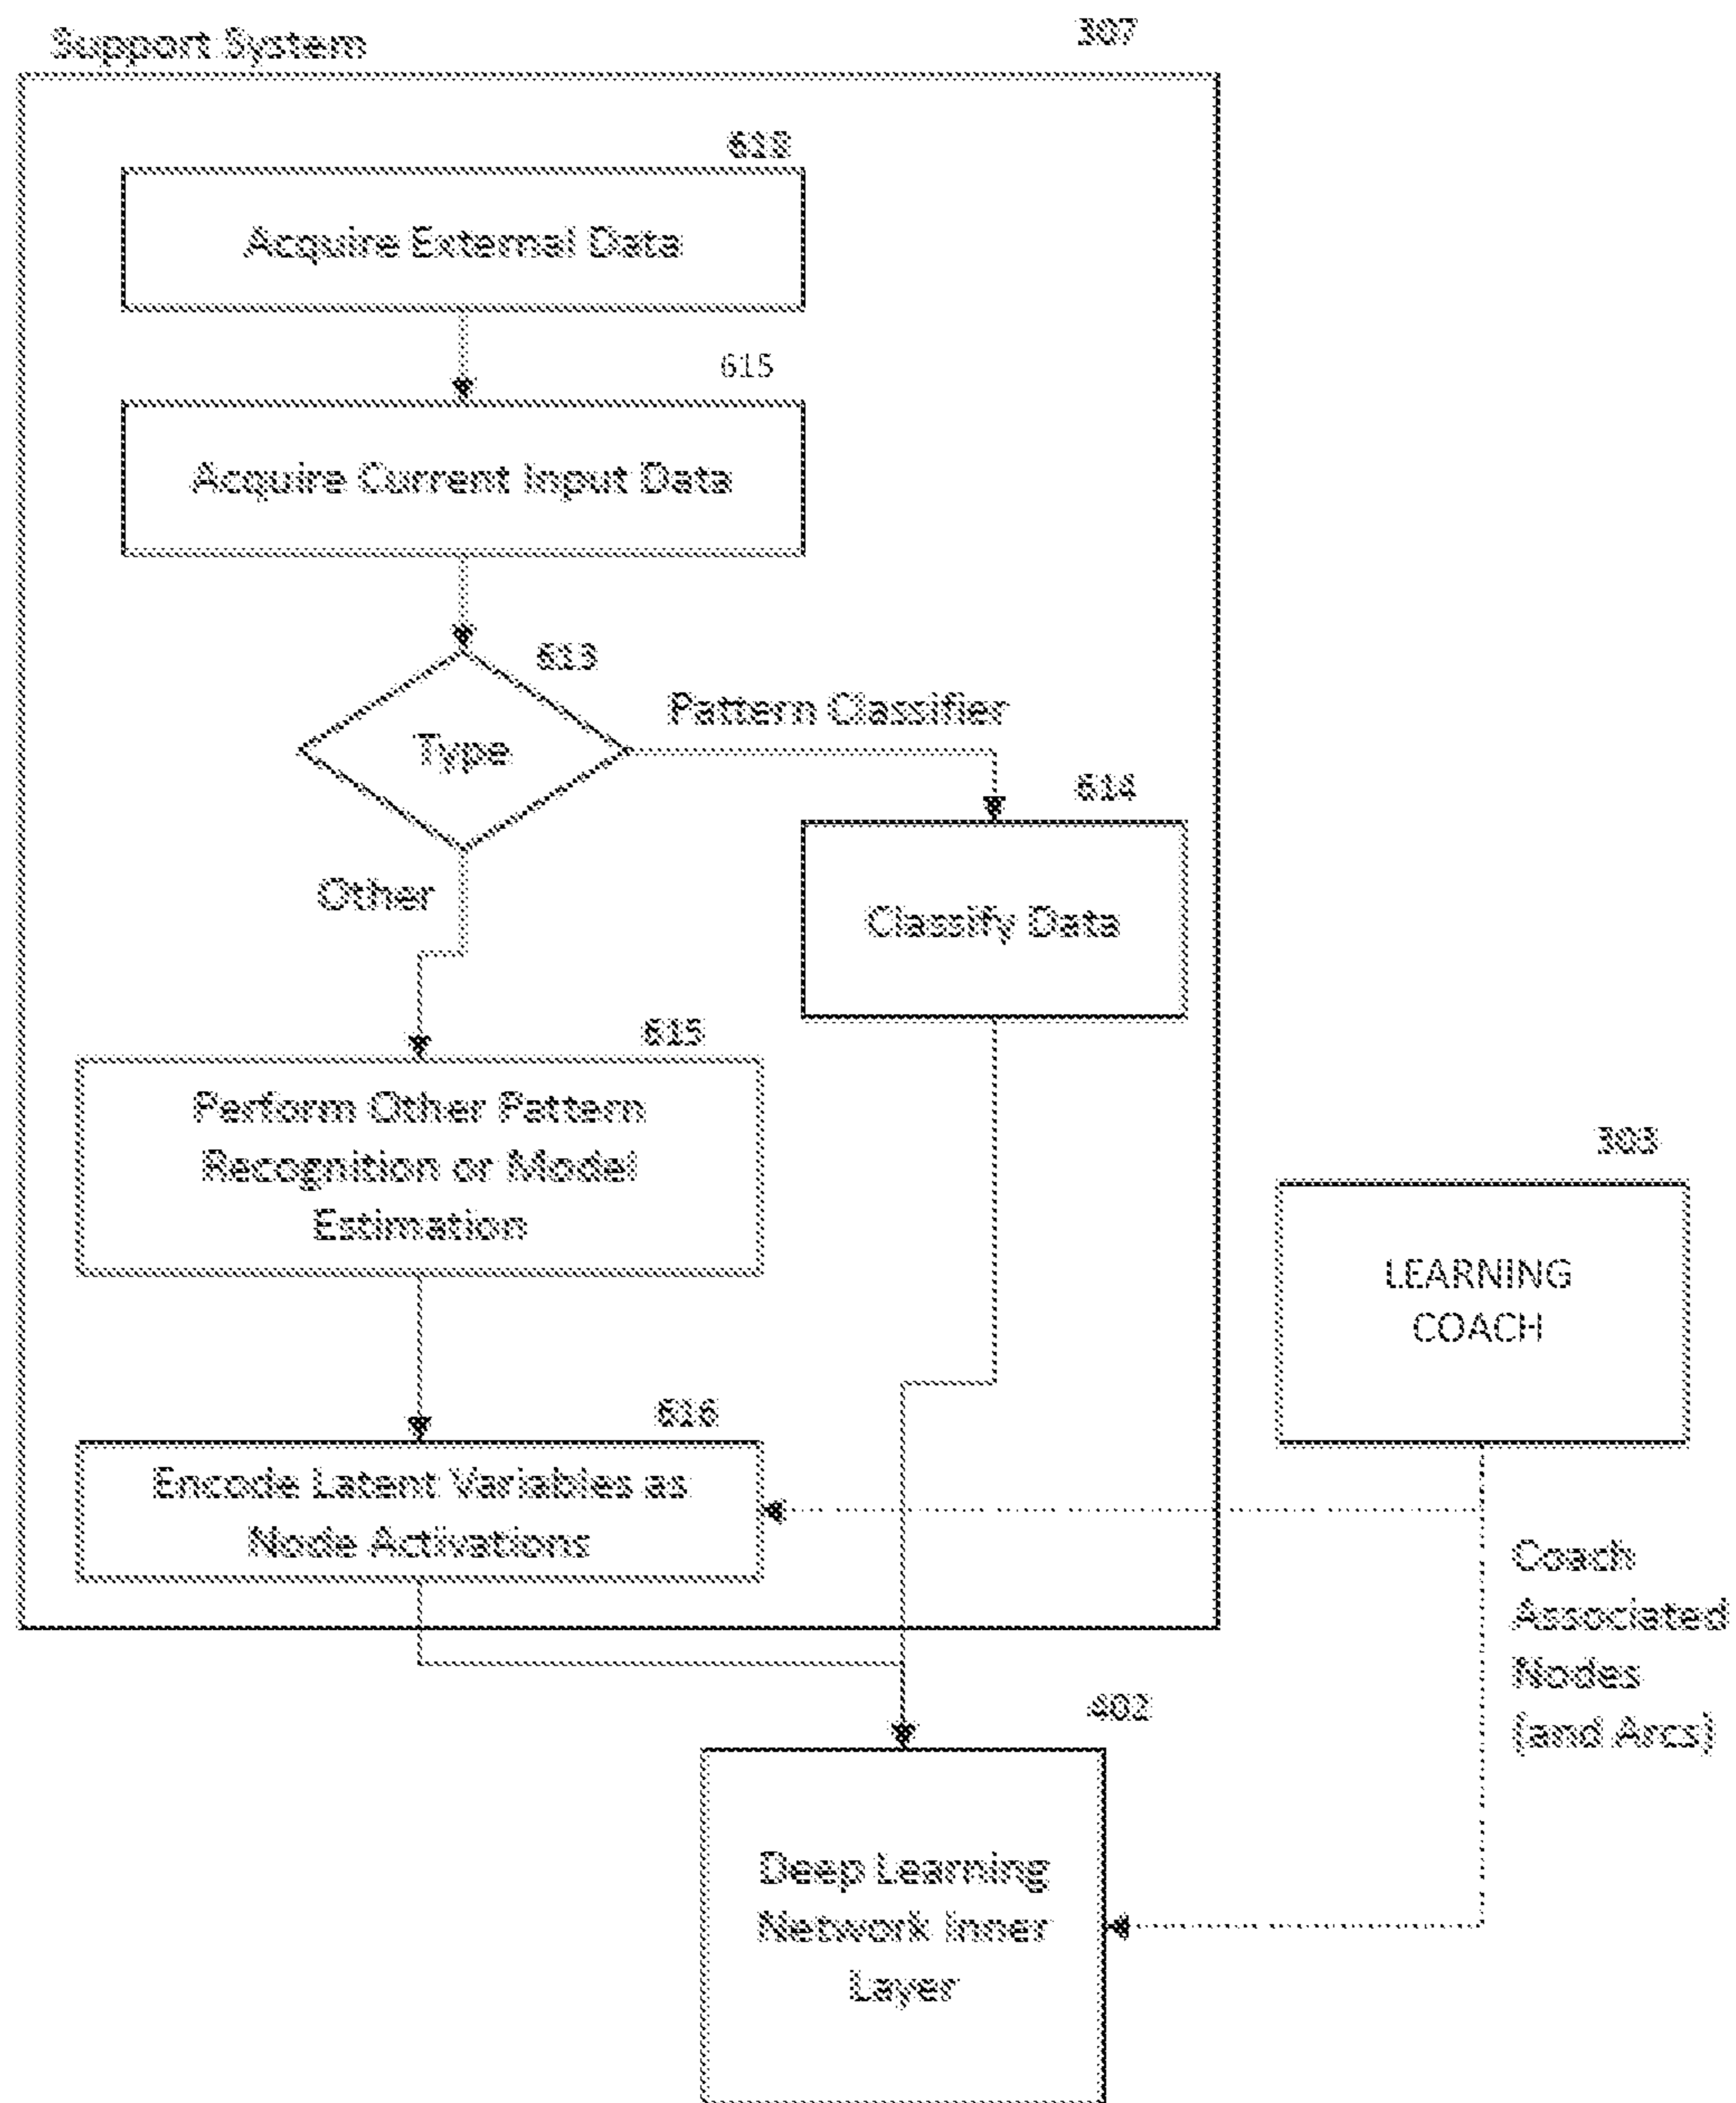 Support System
307
618
Acquire External Data
615
Acquire Current Input Data
613
Type
Pattern Classifier
614
Other
Classify Data
615
Perform Other Pattern
Recognition or Model
Estimation
303
LEARNING
COACH
616
Encode Latent Variables as
Node Activations
Coach
Associated
Nodes
(and Arcs)
402
Deep Learning
Network Inner
Layer